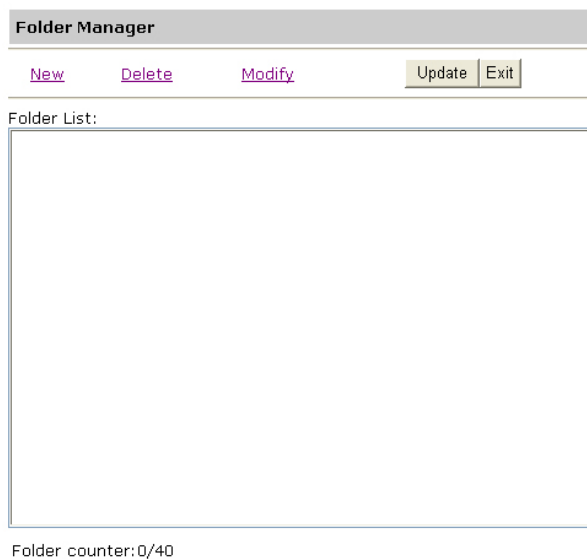 Folder Manager
New Delete Modify Update Exit
Folder List:
Folder counter:0/40